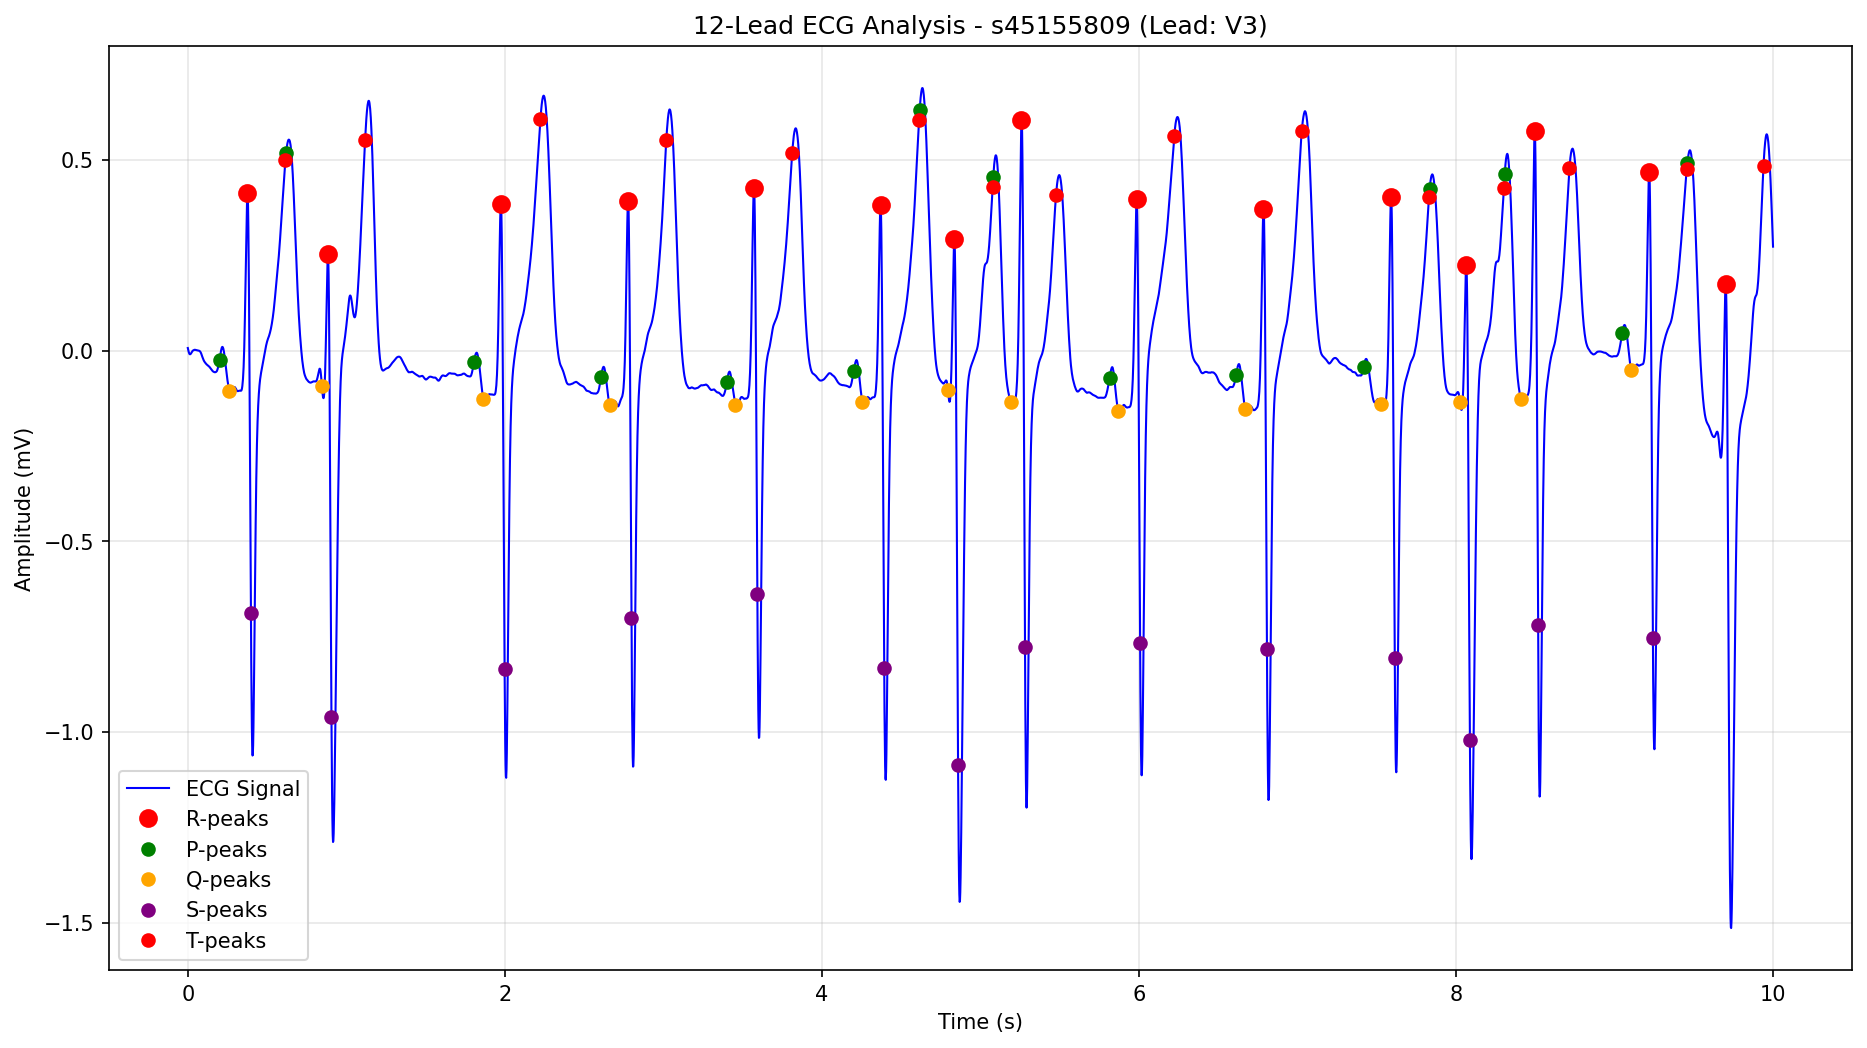 12-Lead ECG Analysis - s45155809 (Lead: V3)
Amplitude (mV)
0.5
0.0
−0.5
−1.0
−1.5
ECG Signal
R-peaks
P-peaks
Q-peaks
S-peaks
T-peaks
0 2 4 6 8 10
Time (s)